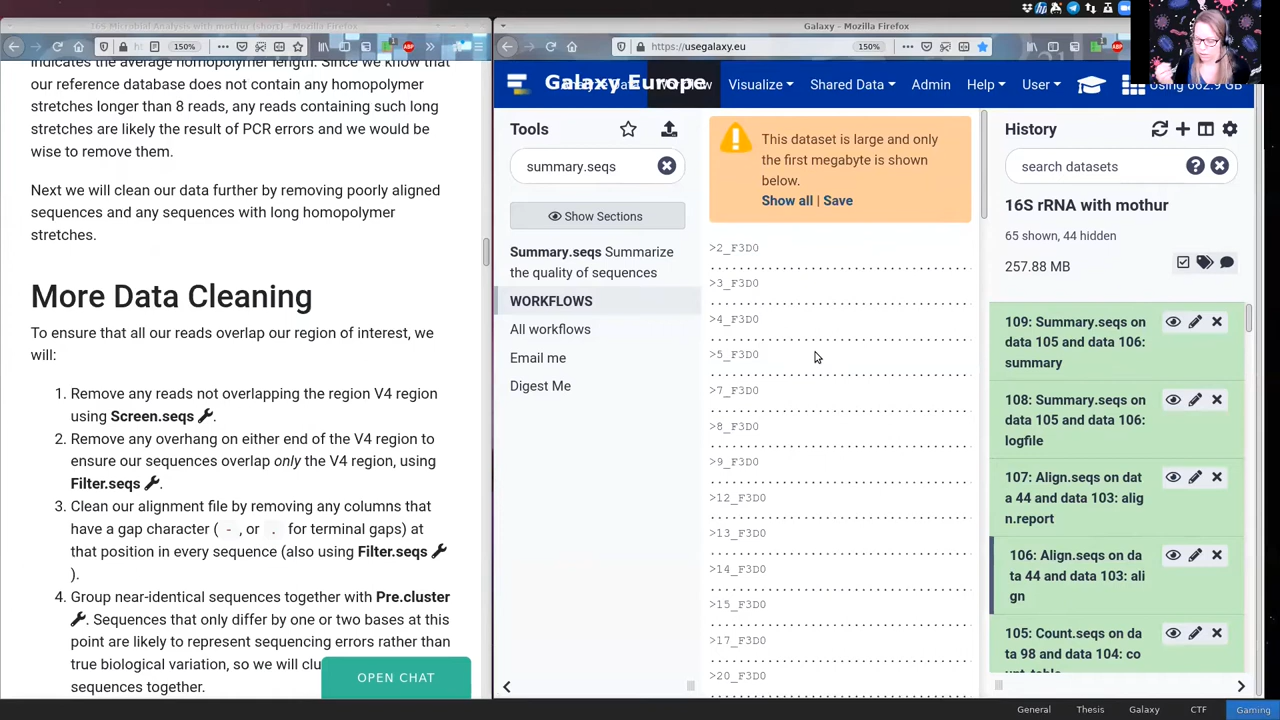 16S Microbial Analysis with mothur (short)
Mozilla Firefox
150%
indicates the average homopolymer length. Since we know that
our reference database does not contain any homopolymer
stretches longer than 8 reads, any reads containing such long
stretches are likely the result of PCR errors and we would be
wise to remove them.
Next we will clean our data further by removing poorly aligned
sequences and any sequences with long homopolymer
stretches.
More Data Cleaning
To ensure that all our reads overlap our region of interest, we
will:
1. Remove any reads not overlapping the region V4 region
using Screen.seqs .
2. Remove any overhang on either end of the V4 region to
ensure our sequences overlap only the V4 region, using
Filter.seqs .
3. Clean our alignment file by removing any columns that
have a gap character ( - , or . for terminal gaps) at
that position in every sequence (also using Filter.seqs
).
4. Group near-identical sequences together with Pre.cluster
. Sequences that only differ by one or two bases at this
point are likely to represent sequencing errors rather than
true biological variation, so we will clu
sequences together.
OPEN CHAT
Galaxy - Mozilla Firefox
https://usegalaxy.eu
150%
Galaxy Europe
Visualize
Shared Data
Admin
Help
User
Using 662.9 GB
Tools
summary.seqs
Show Sections
Summary.seqs Summarize
the quality of sequences
WORKFLOWS
All workflows
Email me
Digest Me
This dataset is large and only
the first megabyte is shown
below.
Show all | Save
>2_F3D0
>3_F3D0
>4_F3D0
>5_F3D0
>7_F3D0
>8_F3D0
>9_F3D0
>12_F3D0
>13_F3D0
>14_F3D0
>15_F3D0
>17_F3D0
>20_F3D0
History
search datasets
16S rRNA with mothur
65 shown, 44 hidden
257.88 MB
109: Summary.seqs on
data 105 and data 106:
summary
108: Summary.seqs on
data 105 and data 106:
logfile
107: Align.seqs on dat
a 44 and data 103: alig
n.report
106: Align.seqs on da
ta 44 and data 103: ali
gn
105: Count.seqs on da
ta 98 and data 104: co
General
Thesis
Galaxy
CTF
Gaming